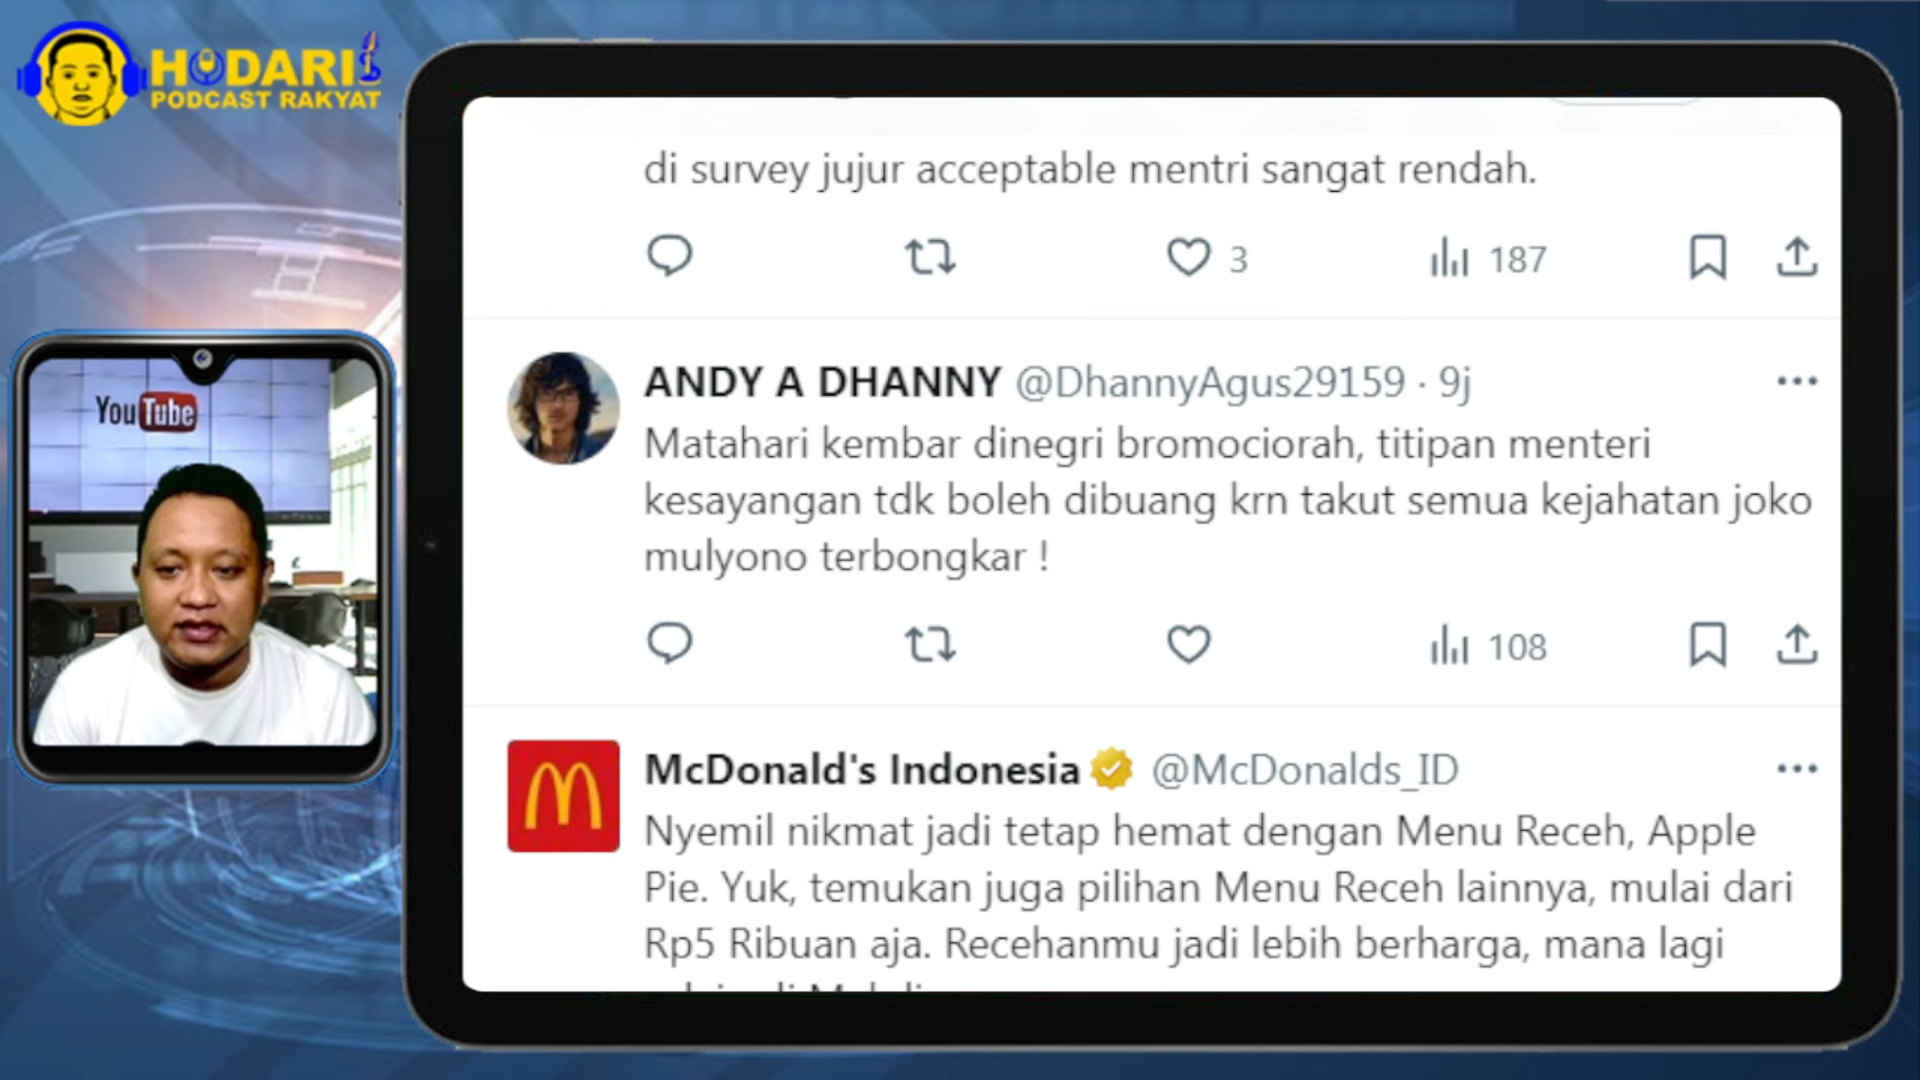 HODARI
PODCAST RAKYAT
YouTube
di survey jujur acceptable mentri sangat rendah.
3
187
ANDY A DHANNY @DhannyAgus29159 · 9j
Matahari kembar dinegri bromociorah, titipan menteri
kesayangan tdk boleh dibuang krn takut semua kejahatan joko
mulyono terbongkar !
108
McDonald's Indonesia @McDonalds_ID
Nyemil nikmat jadi tetap hemat dengan Menu Receh, Apple
Pie. Yuk, temukan juga pilihan Menu Receh lainnya, mulai dari
Rp5 Ribuan aja. Recehanmu jadi lebih berharga, mana lagi